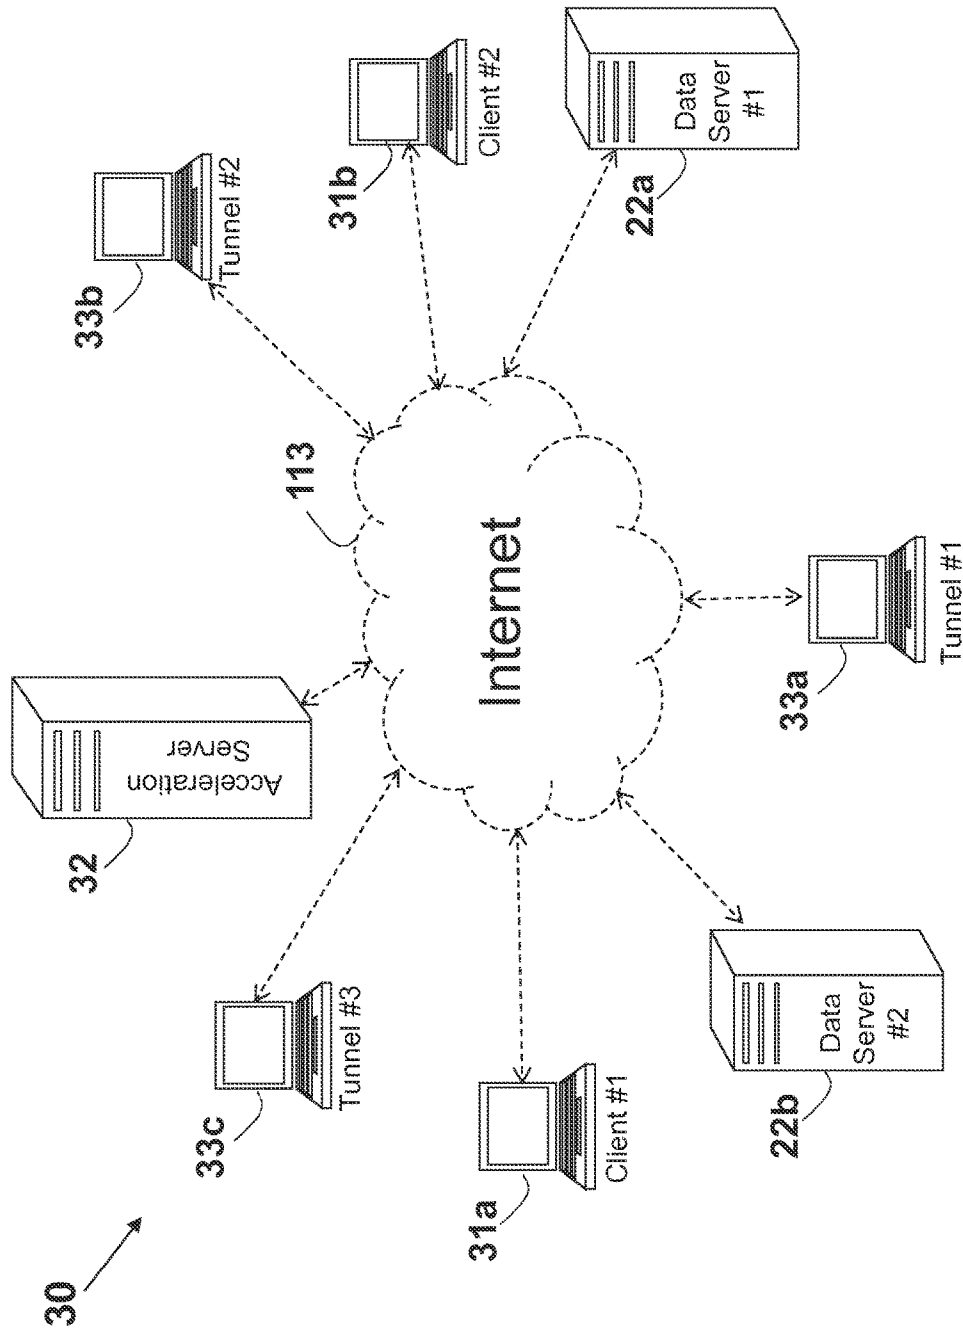 30
32
33b
Acceleration
Server
33c
Tunnel #2
113
31b
Tunnel #3
31a
Client #2
Internet
Client #1
22a
Data
Server
#1
22b
33a
Data
Server
#2
Tunnel #1